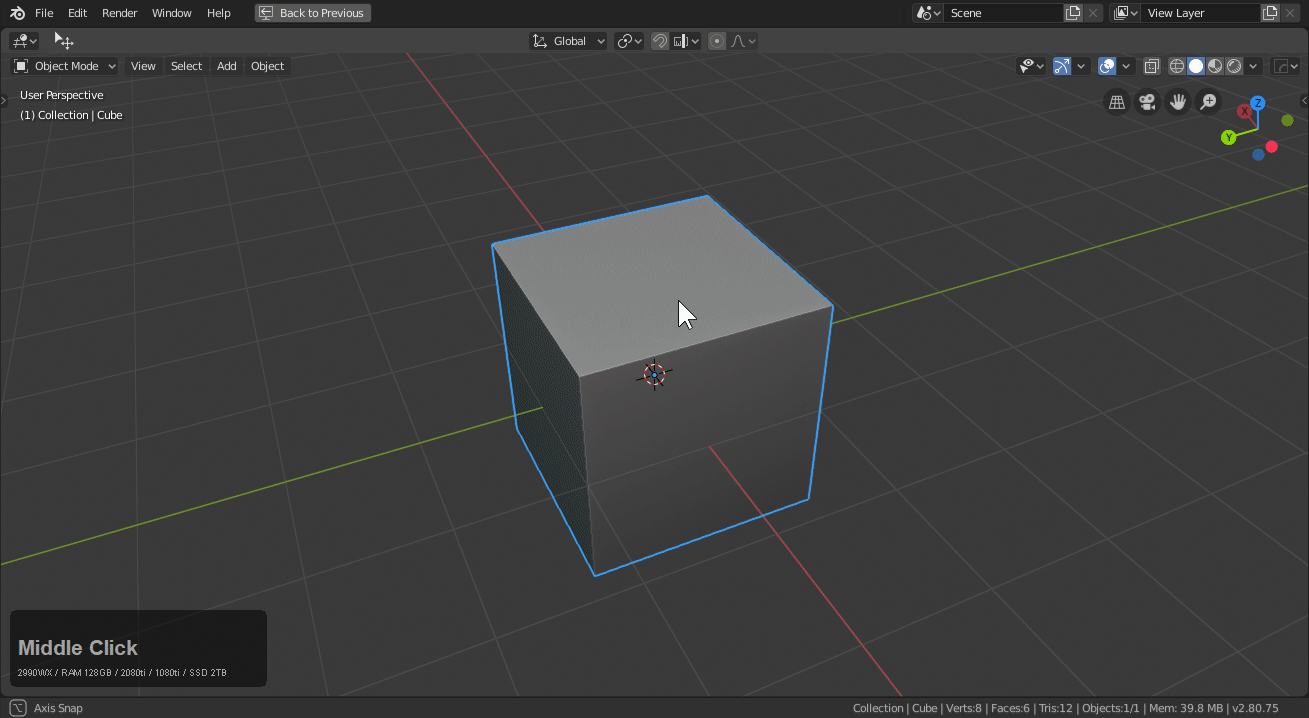 File Edit Render Window Help Back to Previous Scene View Layer
Global
Object Mode View Select Add Object
User Perspective
(1) Collection | Cube
Z
X
Y
Middle Click
2990WX / RAM 128GB / 2080ti / 1080ti / SSD 2TB
Axis Snap Collection | Cube | Verts:8 | Faces:6 | Tris:12 | Objects:1/1 | Mem: 39.8 MB | v2.80.75